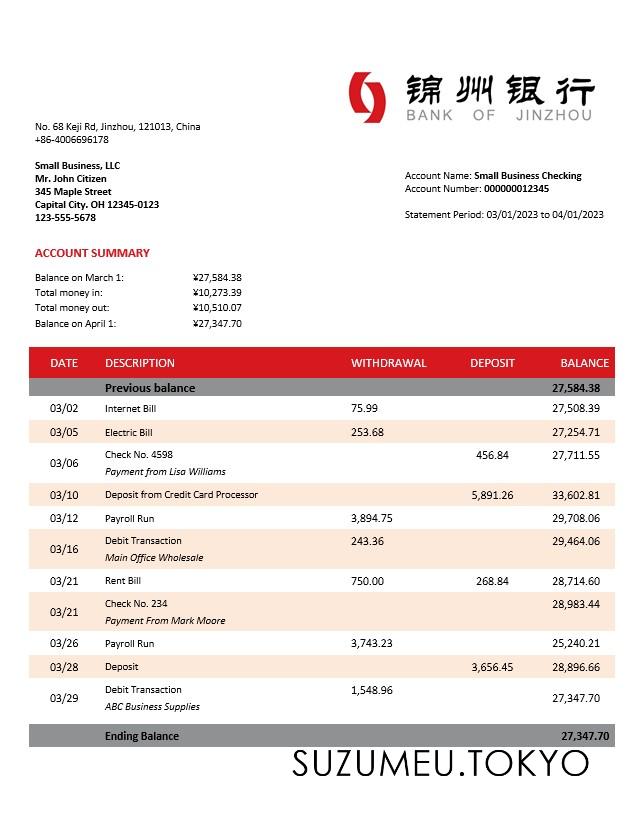 锦州银行
BANK OF JINZHOU
No. 68 Keji Rd, Jinzhou, 121013, China
+86-4006696178
Small Business, LLC
Mr. John Citizen
345 Maple Street
Capital City. OH 12345-0123
123-555-5678
Account Name: Small Business Checking
Account Number: 000000012345
Statement Period: 03/01/2023 to 04/01/2023
ACCOUNT SUMMARY
Balance on March 1: ¥27,584.38
Total money in: ¥10,273.39
Total money out: ¥10,510.07
Balance on April 1: ¥27,347.70
DATE DESCRIPTION WITHDRAWAL DEPOSIT BALANCE
Previous balance 27,584.38
03/02 Internet Bill 75.99 27,508.39
03/05 Electric Bill 253.68 27,254.71
03/06 Check No. 4598 456.84 27,711.55
Payment from Lisa Williams
03/10 Deposit from Credit Card Processor 5,891.26 33,602.81
03/12 Payroll Run 3,894.75 29,708.06
03/16 Debit Transaction 243.36 29,464.06
Main Office Wholesale
03/21 Rent Bill 750.00 268.84 28,714.60
03/21 Check No. 234 28,983.44
Payment From Mark Moore
03/26 Payroll Run 3,743.23 25,240.21
03/28 Deposit 3,656.45 28,896.66
03/29 Debit Transaction 1,548.96 27,347.70
ABC Business Supplies
Ending Balance 27,347.70
SUZUMEU.TOKYO